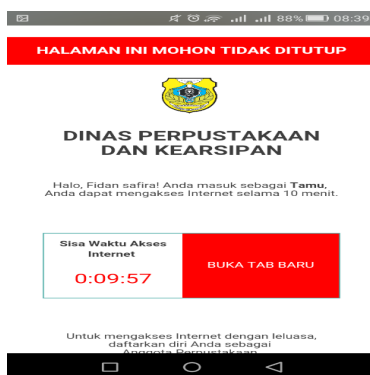 88% 08:39
HALAMAN INI MOHON TIDAK DITUTUP
DINAS PERPUSTAKAAN
DAN KEARSIPAN
Halo, Fidan safira! Anda masuk sebagai Tamu,
Anda dapat mengakses Internet selama 10 menit.
Sisa Waktu Akses
Internet
0:09:57
BUKA TAB BARU
Untuk mengakses Internet dengan leluasa,
daftarkan diri Anda sebagai
Anggota Perpustakaan